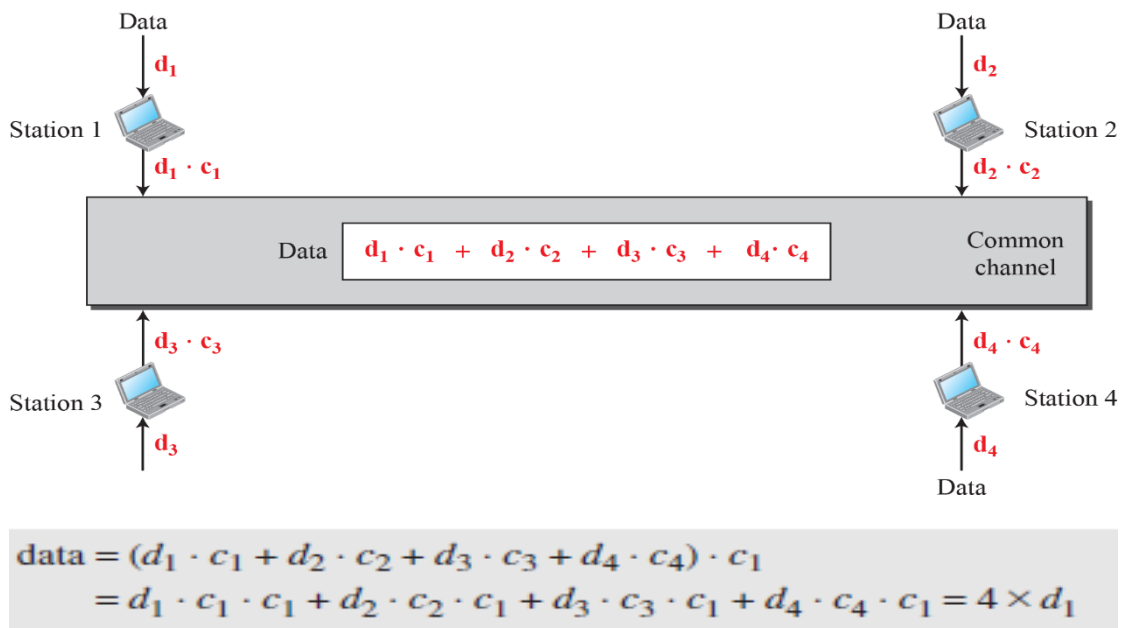 Data Data
d₁ d₂
Station 1 Station 2
d₁ · c₁ d₂ · c₂
Data d₁ · c₁ + d₂ · c₂ + d₃ · c₃ + d₄ · c₄ Common channel
d₃ · c₃ d₄ · c₄
Station 3 Station 4
d₃ d₄
Data
data = (d₁ · c₁ + d₂ · c₂ + d₃ · c₃ + d₄ · c₄) · c₁
= d₁ · c₁ · c₁ + d₂ · c₂ · c₁ + d₃ · c₃ · c₁ + d₄ · c₄ · c₁ = 4 × d₁